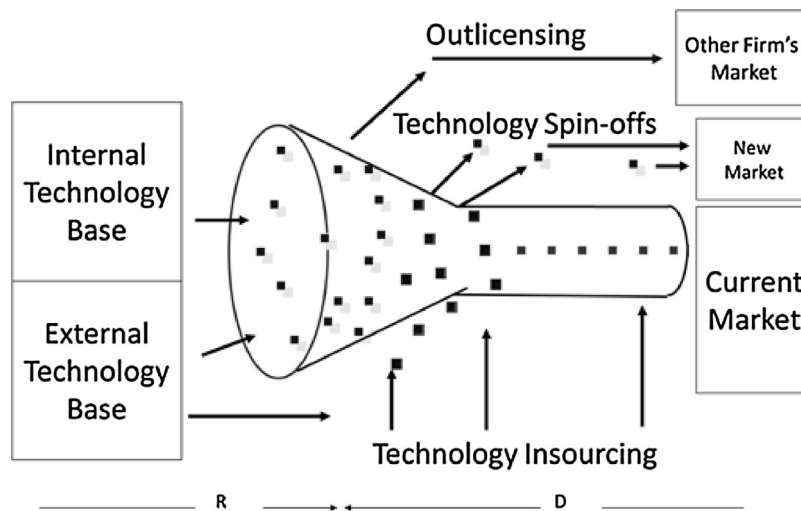 Outlicensing
Other Firm's
Market
Technology Spin-offs
New
Market
Internal
Technology
Base
External
Technology
Base
Current
Market
Technology Insourcing
R
D